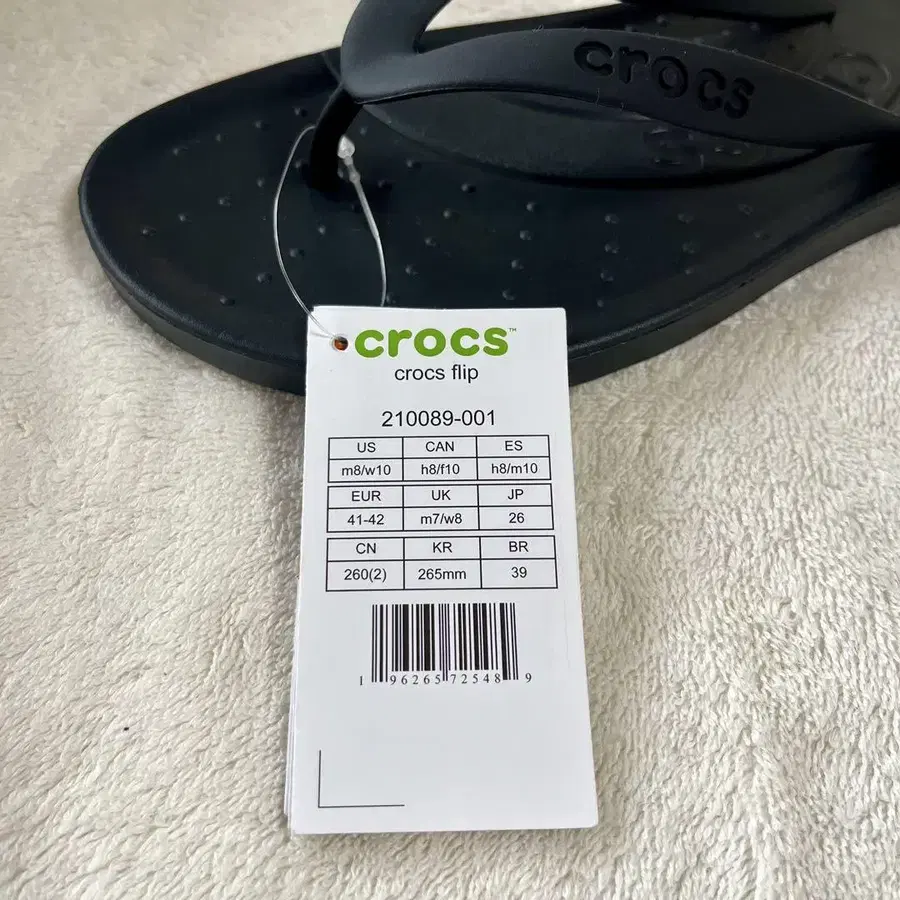 crocs
crocs™
crocs flip
210089-001
US CAN ES
m8/w10 h8/f10 h8/m10
EUR UK JP
41-42 m7/w8 26
CN KR BR
260(2) 265mm 39
1 96265 72548 9